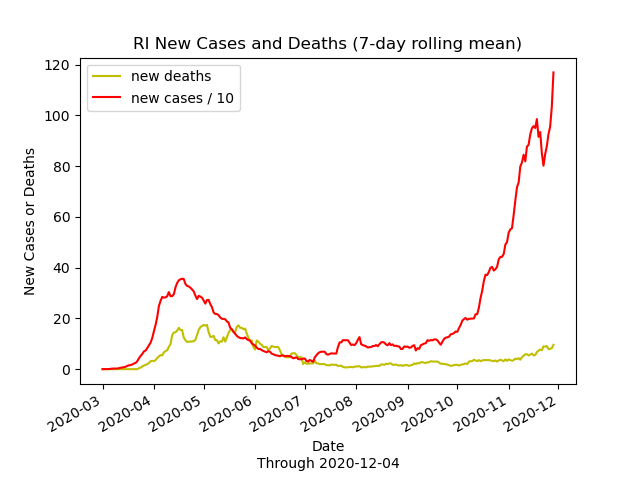 RI New Cases and Deaths (7-day rolling mean)
new deaths
new cases / 10
120
100
80
60
40
20
0
New Cases or Deaths
2020-03
2020-04
2020-05
2020-06
2020-07
2020-08
2020-09
2020-10
2020-11
2020-12
Date
Through 2020-12-04